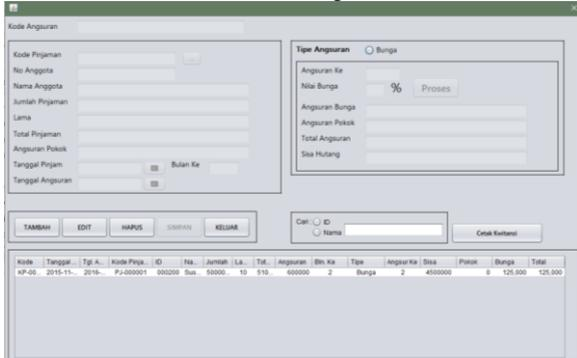 Kode Angsuran
Kode Pinjaman ...
No Anggota
Nama Anggota
Jumlah Pinjaman
Lama
Total Pinjaman
Angsuran Pokok
Tanggal Pinjam Bulan Ke
Tanggal Angsuran
Tipe Angsuran Bunga
Angsuran Ke
Nilai Bunga % Proses
Angsuran Bunga
Angsuran Pokok
Total Angsuran
Sisa Hutang
TAMBAH EDIT HAPUS SIMPAN KELUAR
Cari : ID
Nama
Cetak Kwitansi
Kode Tanggal... Tgl. A... Kode Pinja... ID Na... Jumlah La... Tot... Angsuran Bln. Ke Tipe Angsur Ke Sisa Pokok Bunga Total
KP-00... 2015-11-... 2016-... PJ-000001 000200 Sus... 50000... 10 510... 600000 2 Bunga 2 4500000 0 125,000 125,000